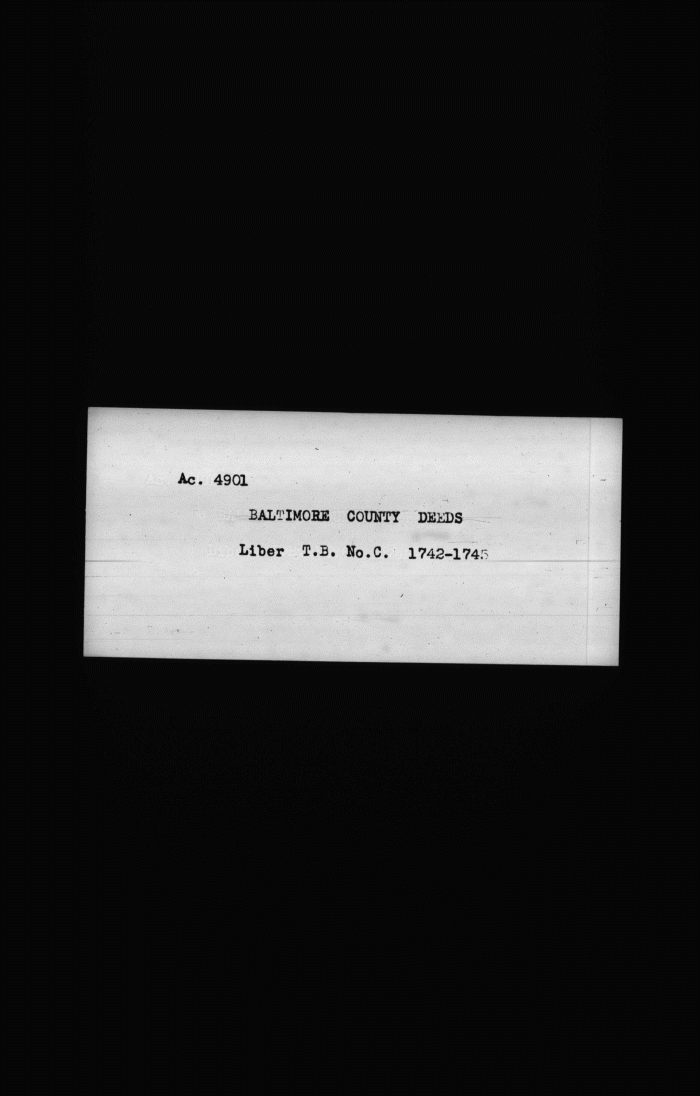 Ac. 4901
BALTIMORE COUNTY DEEDS
Liber T.B. No.C. 1742-1745